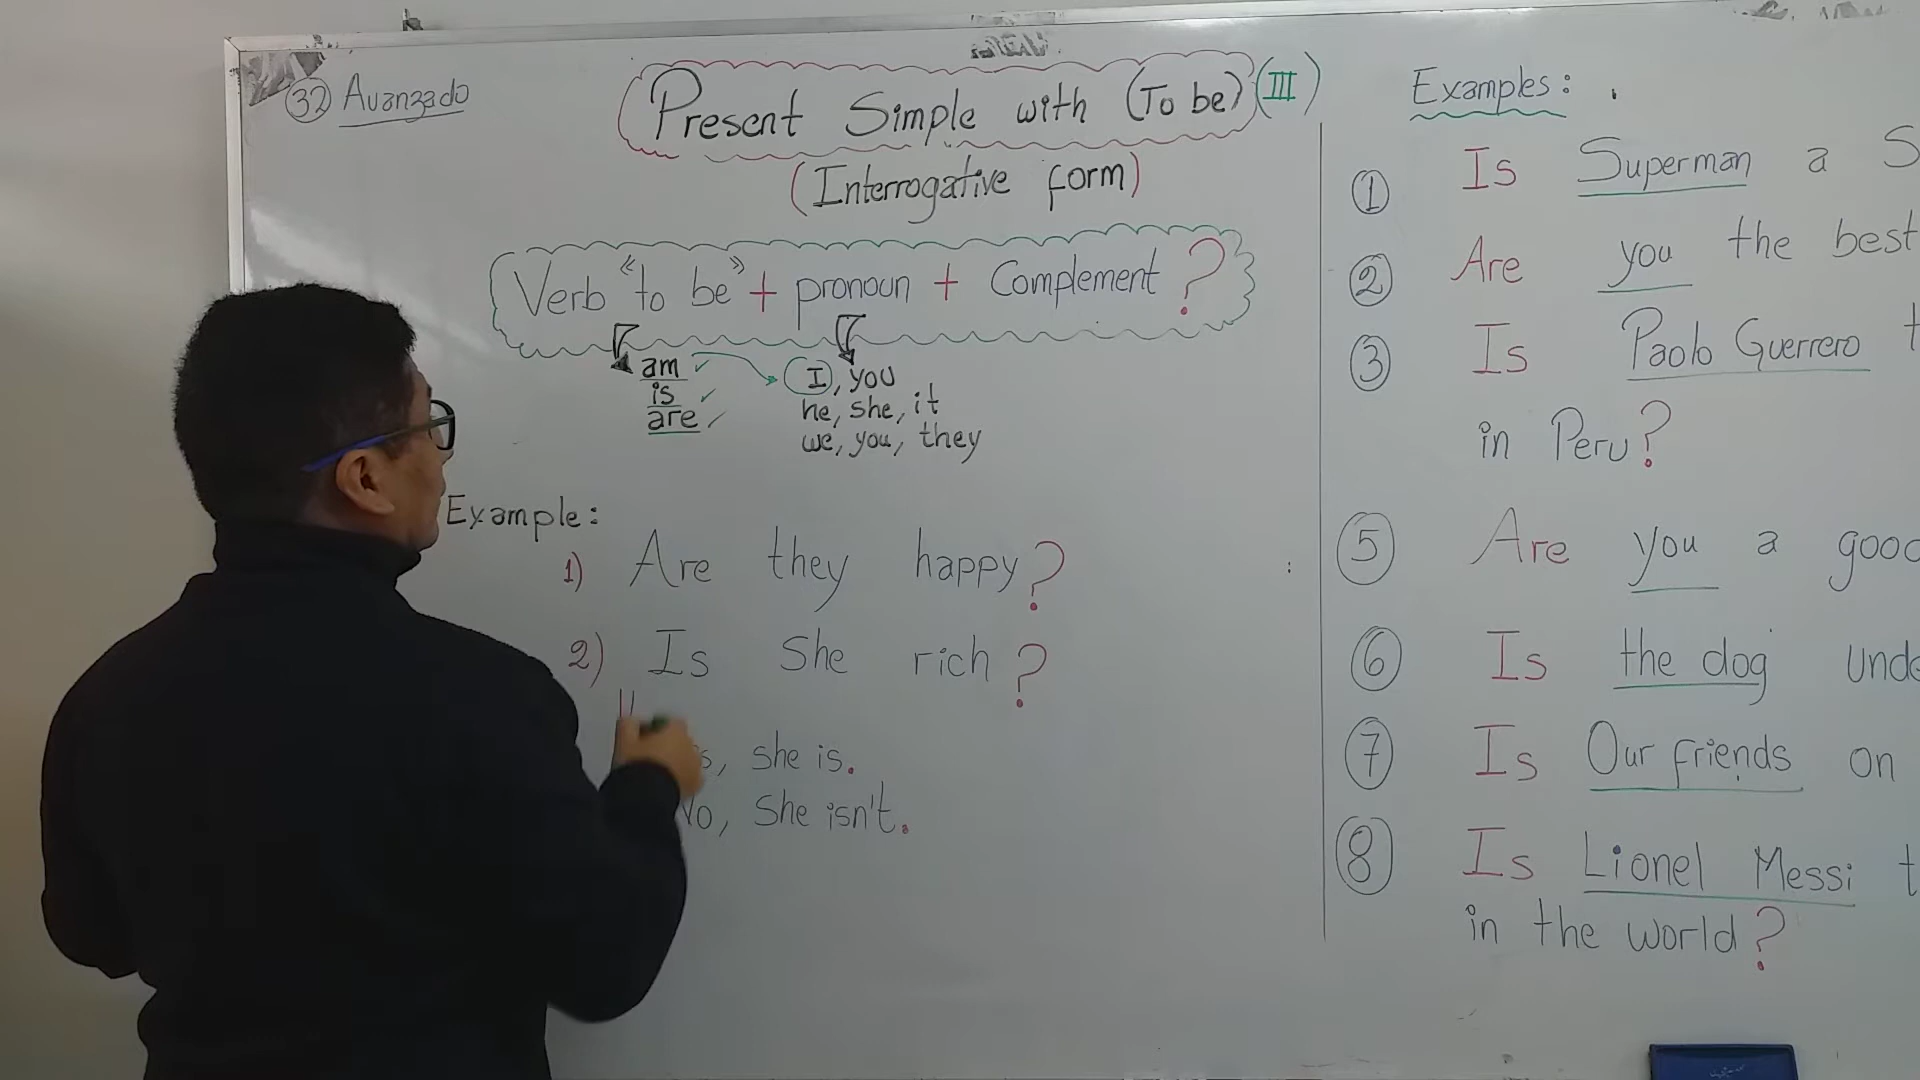 32 Avanzado
Present Simple with (To be) (III)
(Interrogative form)
Verb "to be" + pronoun + Complement ?
am
is
are
I, you
he, she, it
we, you, they
Example:
1) Are they happy?
2) Is She rich?
she is.
No, She isn't.
Examples:
1 Is Superman a S
2 Are you the best
3 Is Paolo Guerrero t
in Peru?
5 Are you a good
6 Is the dog unde
7 Is Our friends on
8 Is Lionel Messi t
in the world?